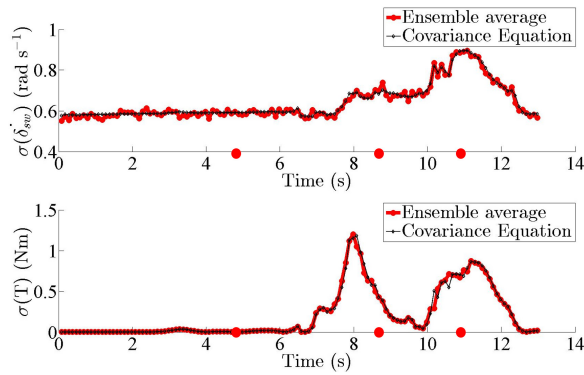 Ensemble average
Covariance Equation
σ(δ̇sw) (rad s⁻¹)
1
0.8
0.6
0.4
0 2 4 6 8 10 12 14
Time (s)
Ensemble average
Covariance Equation
σ(T) (Nm)
1.5
1
0.5
0
0 2 4 6 8 10 12 14
Time (s)